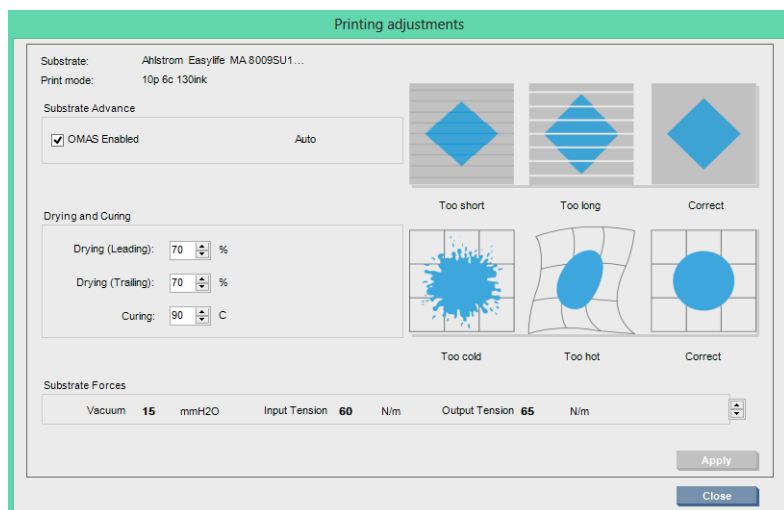 Printing adjustments
Substrate: Ahlstrom Easylife MA 8009SU1...
Print mode: 10p 6c 130ink
Substrate Advance
OMAS Enabled Auto
Too short Too long Correct
Drying and Curing
Drying (Leading): 70 %
Drying (Trailing): 70 %
Curing: 90 C
Too cold Too hot Correct
Substrate Forces
Vacuum 15 mmH2O Input Tension 60 N/m Output Tension 65 N/m
Apply
Close